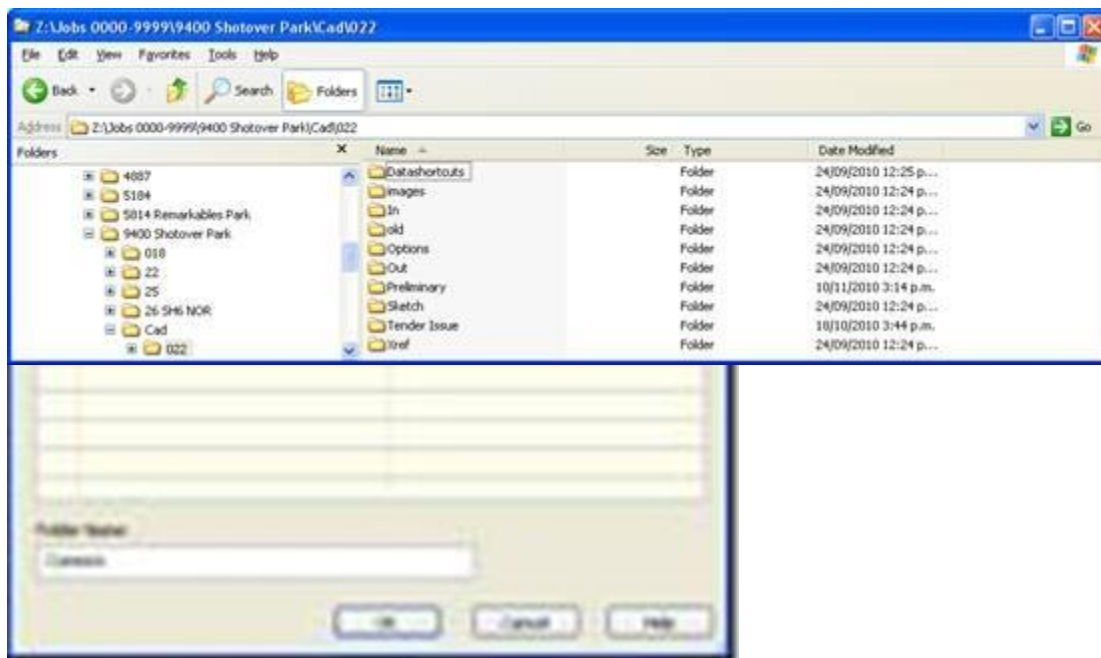 Z:\Jobs 0000-9999\9400 Shotover Park\Cad\022
File Edit View Favorites Tools Help
Back Search Folders
Address Z:\Jobs 0000-9999\9400 Shotover Park\Cad\022 Go
Folders × Name Size Type Date Modified
4887
5184
5814 Remarkables Park
9400 Shotover Park
018
22
25
26 SH6 NOR
Cad
022
Datashortcuts Folder 24/09/2010 12:25 p....
images Folder 24/09/2010 12:24 p....
In Folder 24/09/2010 12:24 p....
old Folder 24/09/2010 12:24 p....
Options Folder 24/09/2010 12:24 p....
Out Folder 24/09/2010 12:24 p....
Preliminary Folder 10/11/2010 3:14 p.m.
Sketch Folder 24/09/2010 12:24 p....
Tender Issue Folder 18/10/2010 3:44 p.m.
Xref Folder 24/09/2010 12:24 p....
Folder Name:
OK Cancel Help